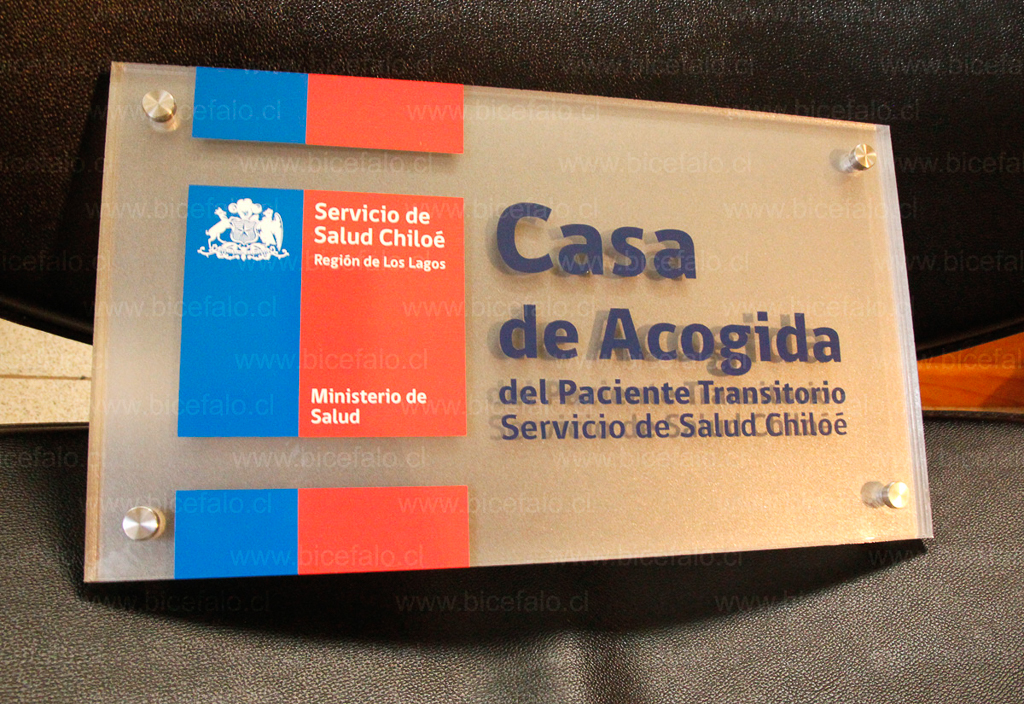 Servicio de
Salud Chiloé
Región de Los Lagos
Ministerio de
Salud
Casa
de Acogida
del Paciente Transitorio
Servicio de Salud Chiloé
www.bicefalo.cl